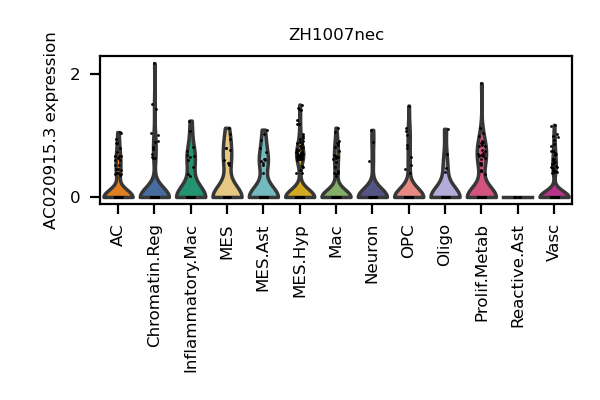 ZH1007nec
AC020915.3 expression
2
0
AC
Chromatin.Reg
Inflammatory.Mac
MES
MES.Ast
MES.Hyp
Mac
Neuron
OPC
Oligo
Prolif.Metab
Reactive.Ast
Vasc